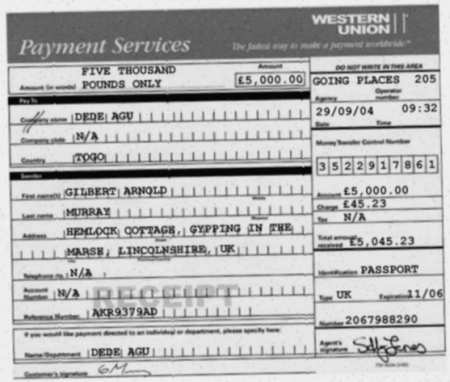 WESTERN UNION
Payment Services
The fastest way to make a payment worldwide
Amount
Amount (in words)
FIVE THOUSAND
POUNDS ONLY
£5,000.00
DO NOT WRITE IN THIS AREA
GOING PLACES 205
Agency
Operator number
29/09/04 09:32
Date Time
Pay To
Company name DEDE AGU
Company code N/A
Country TOGO
Money Transfer Control Number
3522917861
Sender
First name(s) GILBERT ARNOLD
Last name MURRAY
Address HEMLOCK COTTAGE, GYPPING IN THE
MARSH, LINCOLNSHIRE, UK
Telephone no. N/A
Account Number N/A
RECEIPT
Reference Number AKR9379AD
Amount £5,000.00
Charge £45.23
Tax N/A
Total amount received £5,045.23
Identification PASSPORT
Type UK Expiration 11/06
Number 2067988290
If you would like payment directed to an individual or department, please specify here:
Name/Department DEDE AGU
Customer's signature
Agent's signature